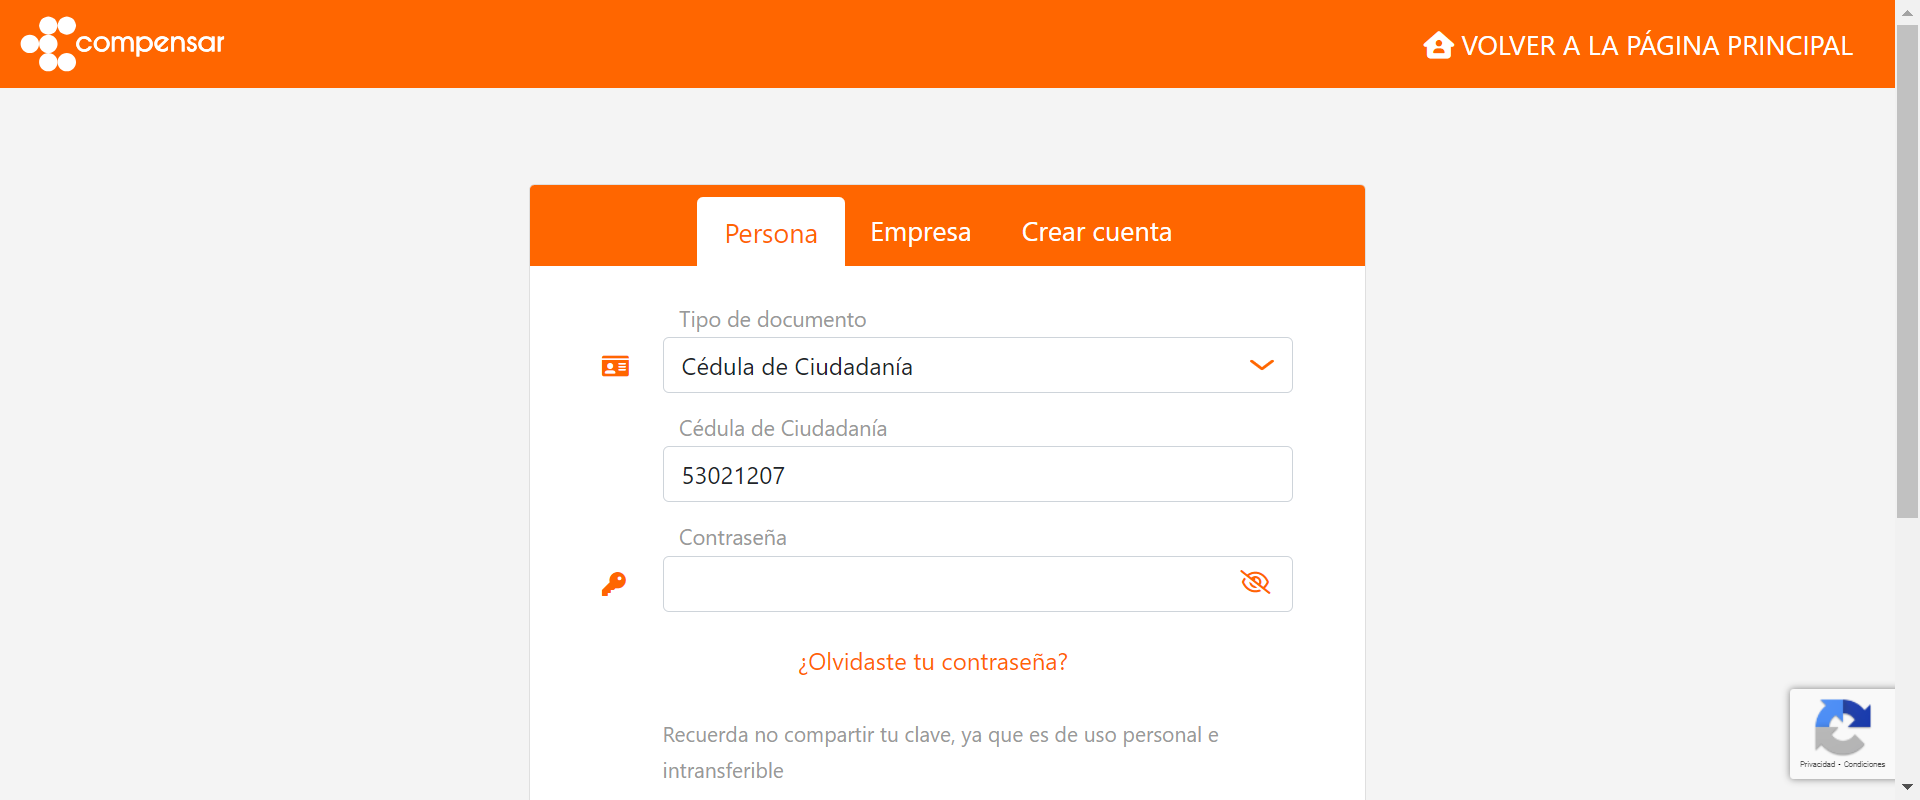 compensar
VOLVER A LA PÁGINA PRINCIPAL
Persona Empresa Crear cuenta
Tipo de documento
Cédula de Ciudadanía
Cédula de Ciudadanía
53021207
Contraseña
¿Olvidaste tu contraseña?
Recuerda no compartir tu clave, ya que es de uso personal e
intransferible
Privacidad - Condiciones